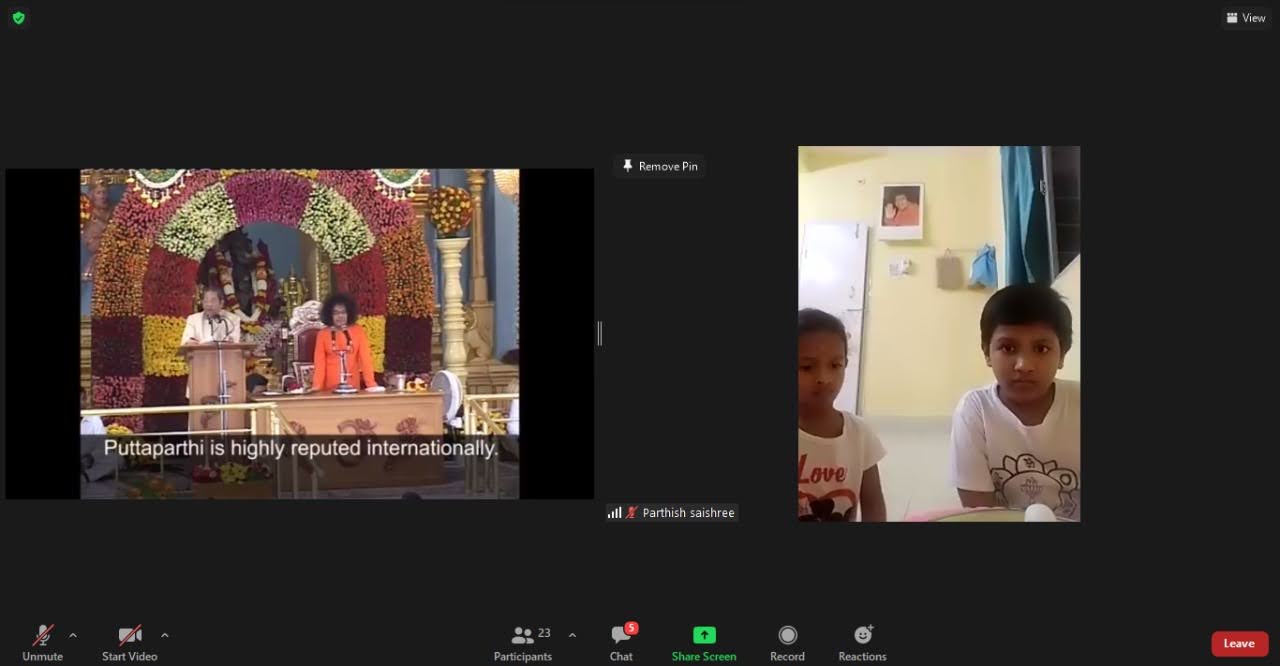 View
Remove Pin
Puttaparthi is highly reputed internationally.
Love
Parthish saishree
23
5
Unmute
Start Video
Participants
Chat
Share Screen
Record
Reactions
Leave